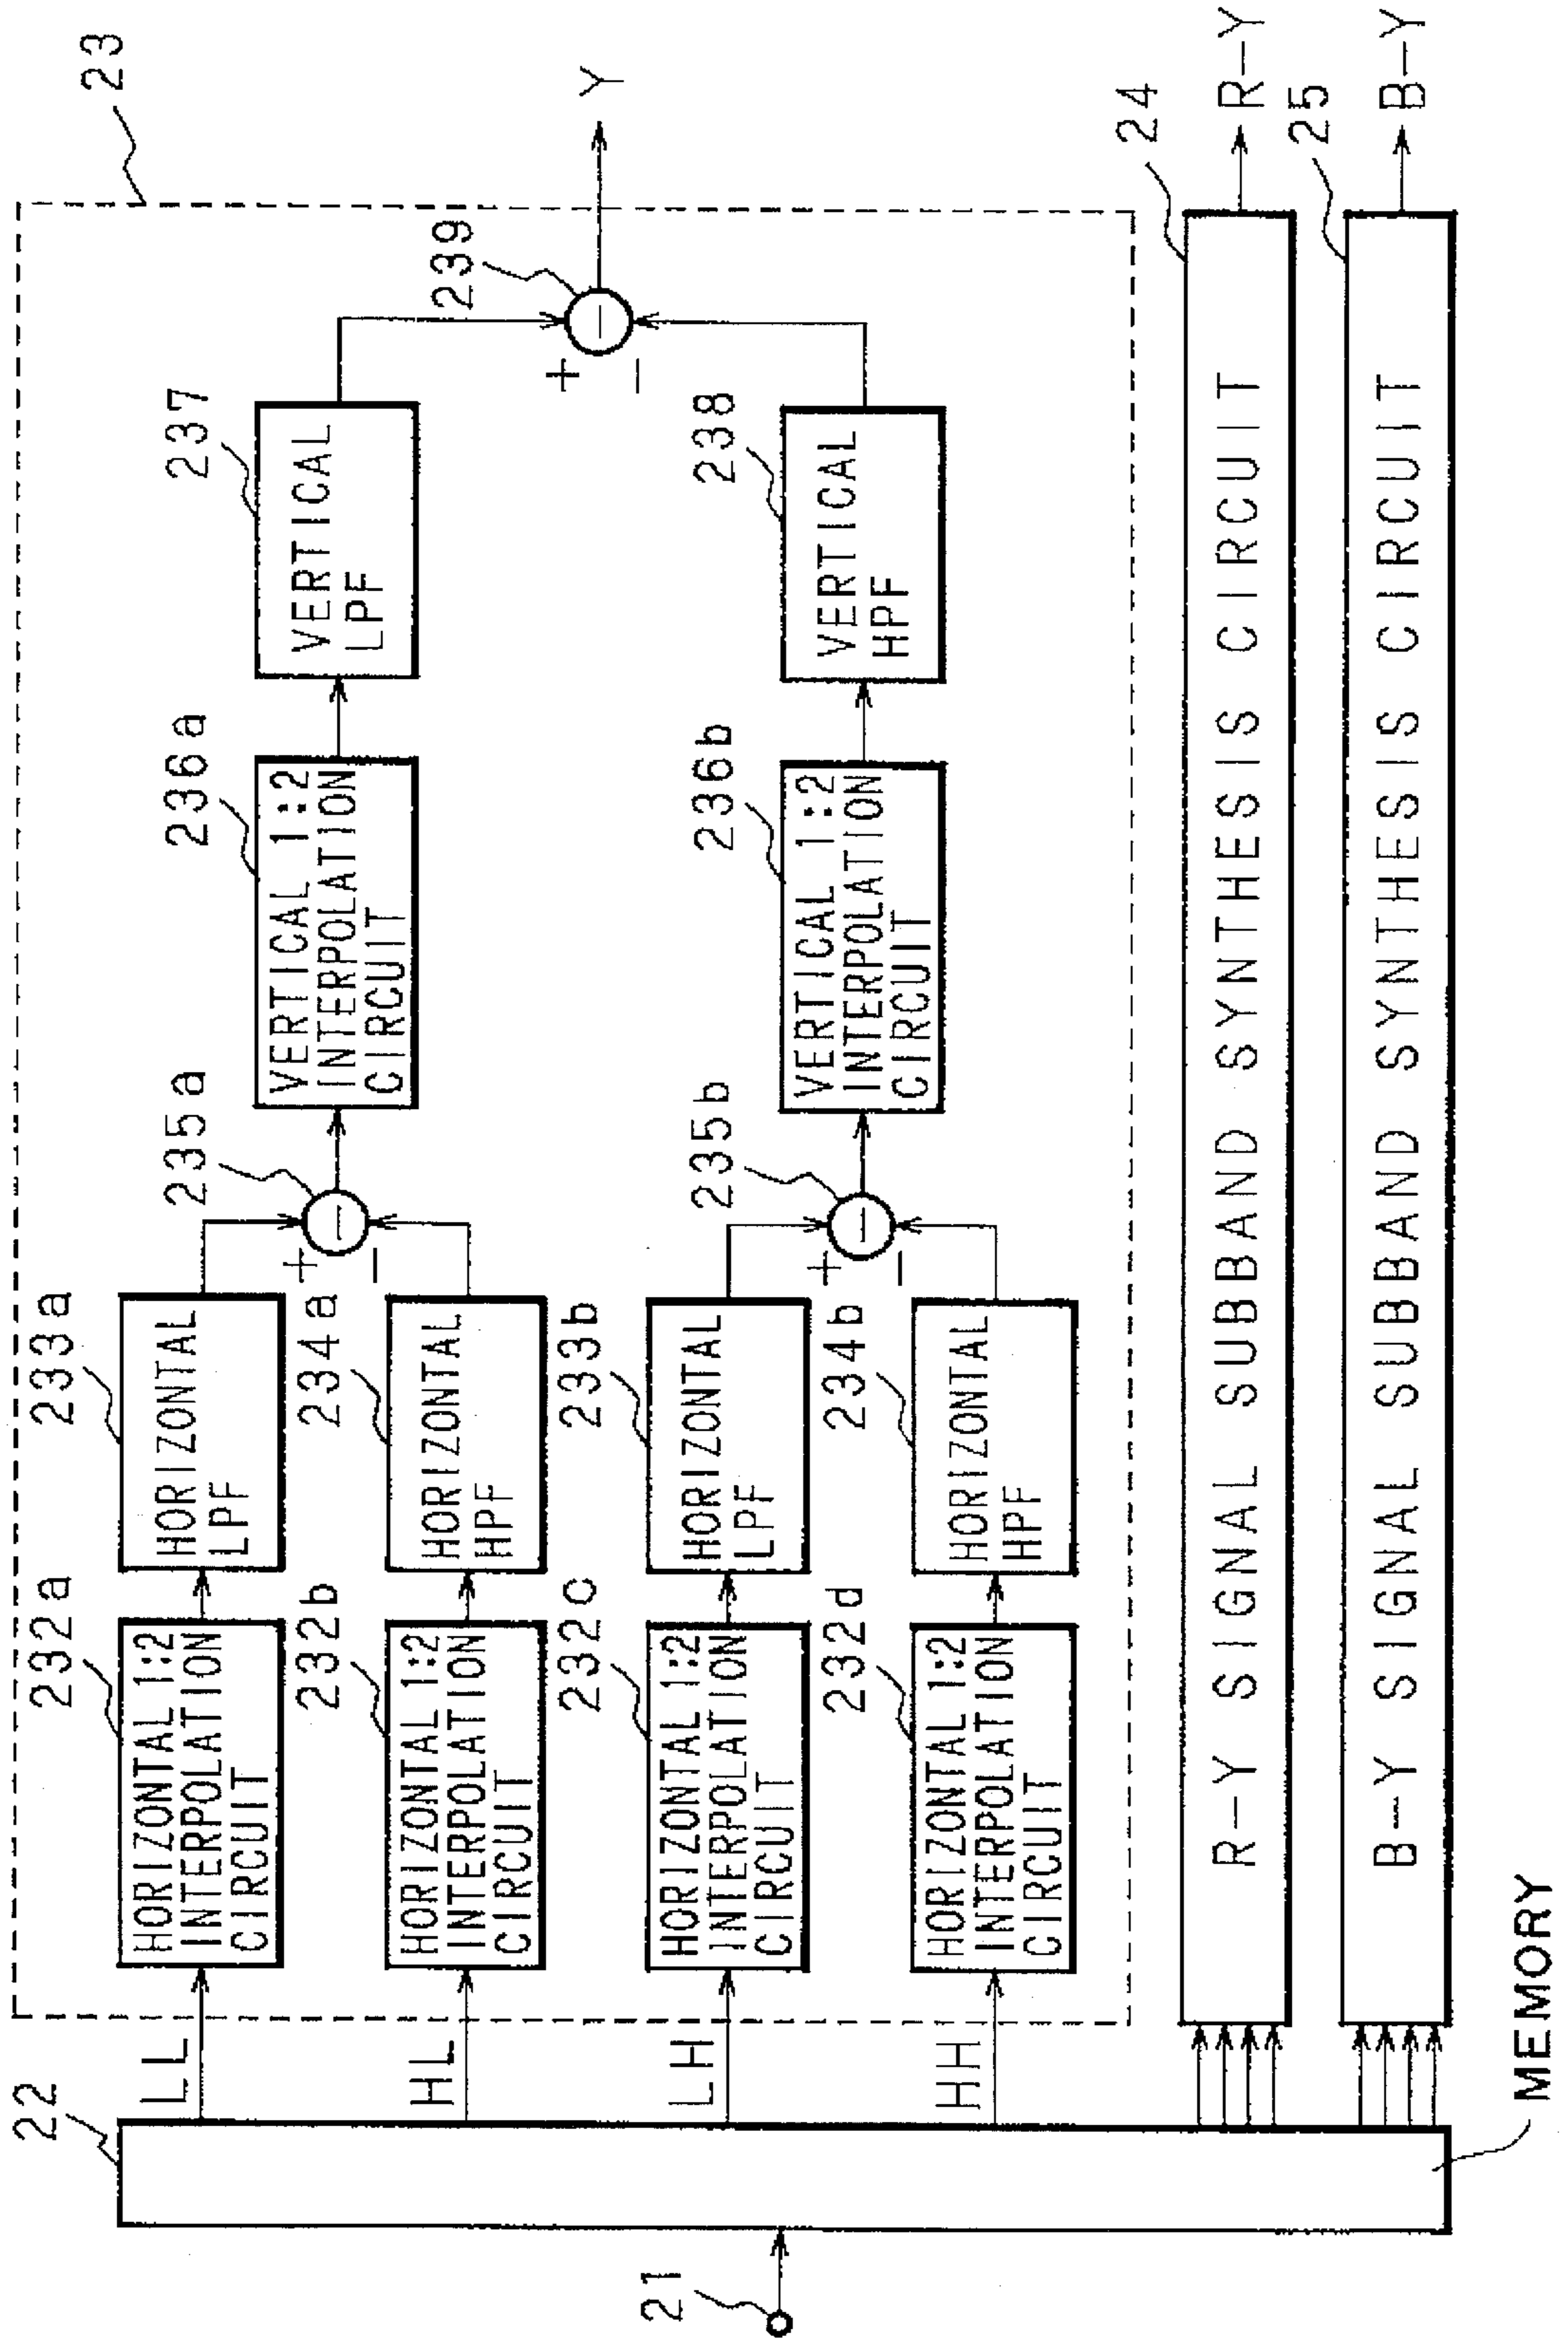 23
22
LL
232a
HORIZONTAL 1:2
INTERPOLATION
CIRCUIT
233a
HORIZONTAL
LPF
235a
+
−
−
236a
VERTICAL 1:2
INTERPOLATION
CIRCUIT
237
VERTICAL
LPF
HL
232b
HORIZONTAL 1:2
INTERPOLATION
CIRCUIT
234a
HORIZONTAL
HPF
239
+
−
−
Y
LH
232c
HORIZONTAL 1:2
INTERPOLATION
CIRCUIT
233b
HORIZONTAL
LPF
235b
+
−
−
236b
VERTICAL 1:2
INTERPOLATION
CIRCUIT
238
VERTICAL
HPF
HH
232d
HORIZONTAL 1:2
INTERPOLATION
CIRCUIT
234b
HORIZONTAL
HPF
21
24
R−Y SIGNAL SUBBAND SYNTHESIS CIRCUIT
R−Y
25
B−Y SIGNAL SUBBAND SYNTHESIS CIRCUIT
B−Y
MEMORY